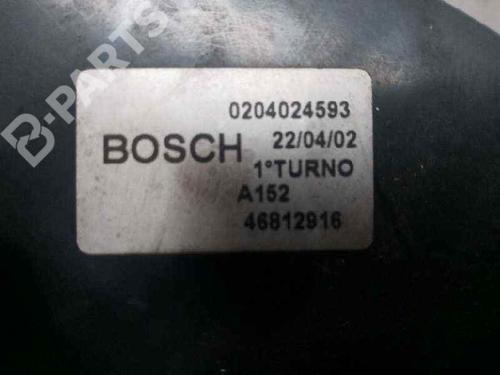 B-PARTS
0204024593
BOSCH 22/04/02
1°TURNO
A152
46812916